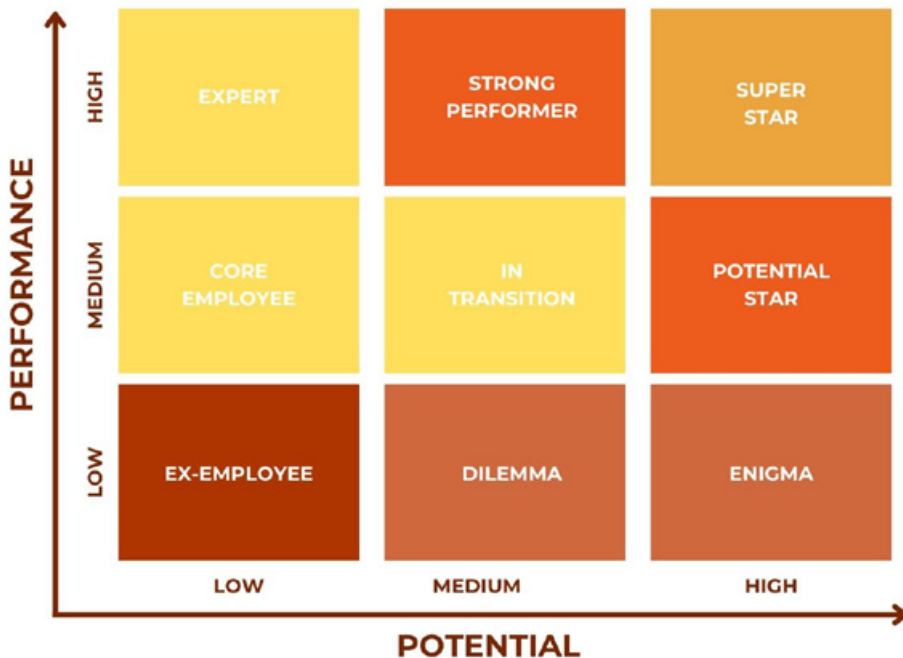 PERFORMANCE
HIGH
EXPERT
STRONG
PERFORMER
SUPER
STAR
MEDIUM
CORE
EMPLOYEE
IN
TRANSITION
POTENTIAL
STAR
LOW
EX-EMPLOYEE
DILEMMA
ENIGMA
LOW
MEDIUM
HIGH
POTENTIAL